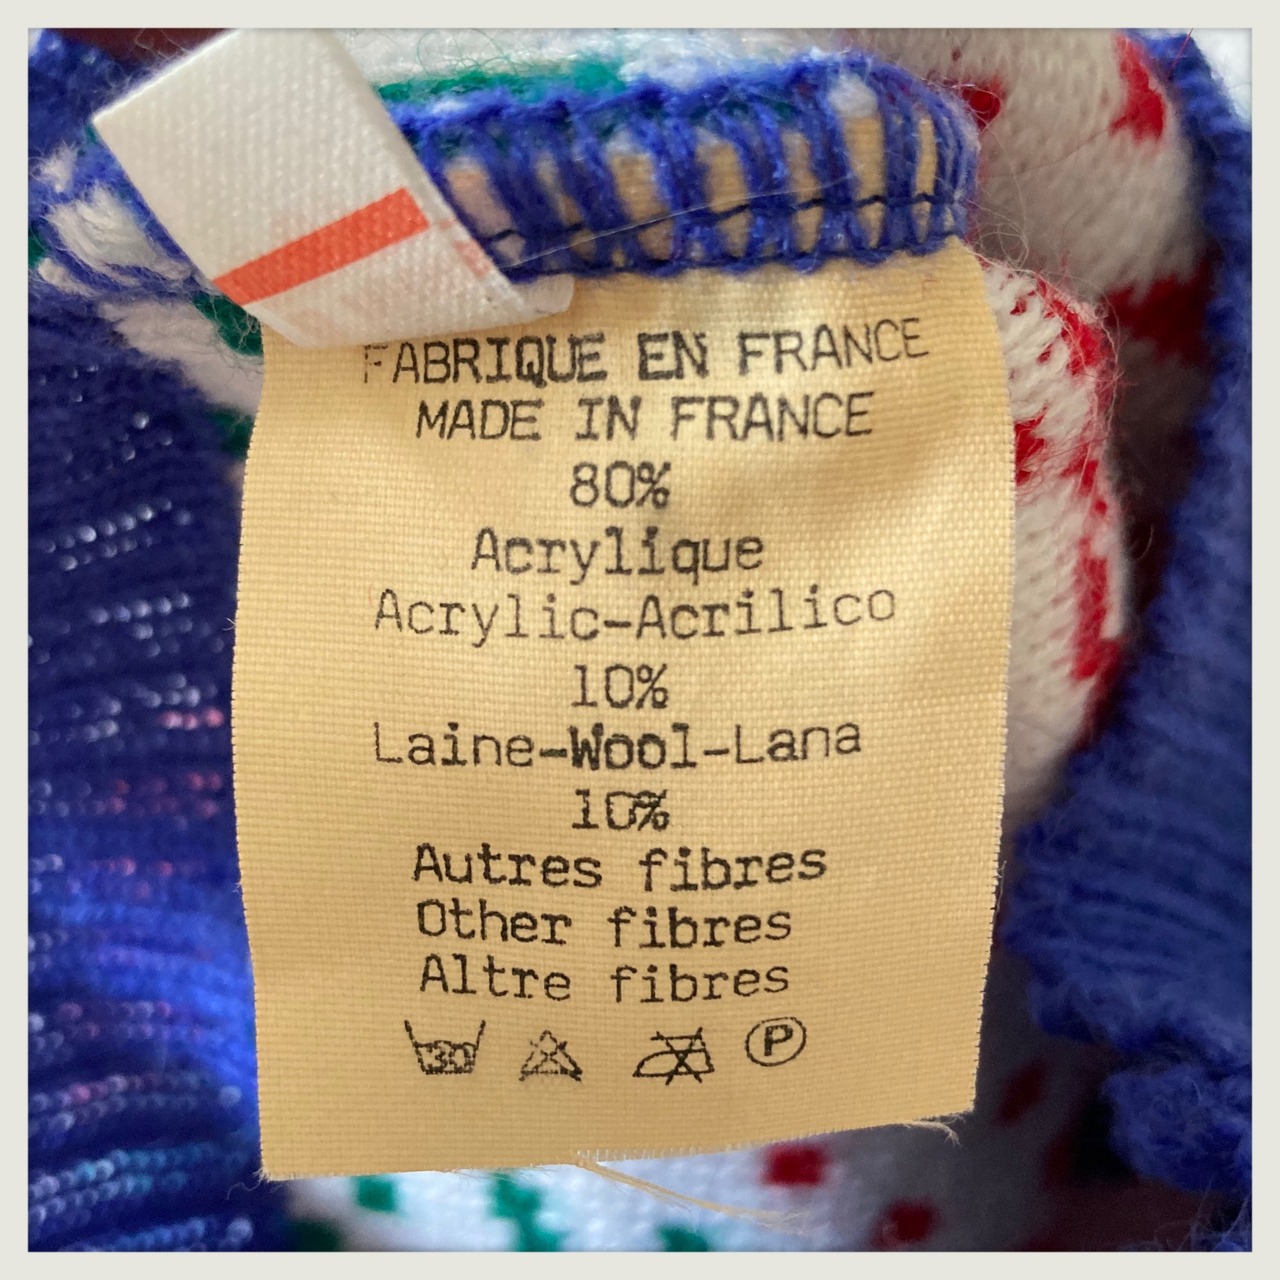 FABRIQUE EN FRANCE
MADE IN FRANCE
80%
Acrylique
Acrylic-Acrilico
10%
Laine-Wool-Lana
10%
Autres fibres
Other fibres
Altre fibres
30 P